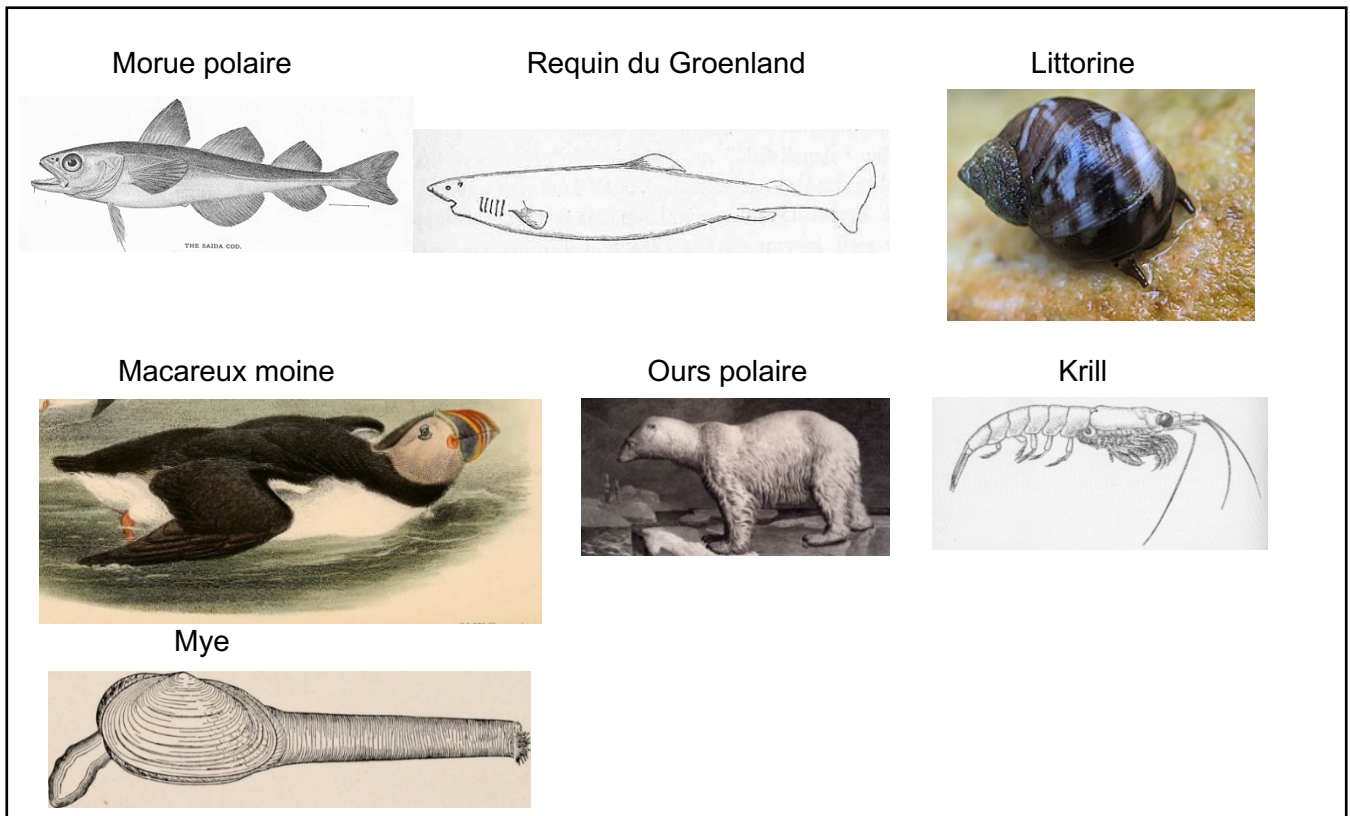 Morue polaire
Requin du Groenland
Littorine
THE SAIDA COD.
Macareux moine
Ours polaire
Krill
Mye